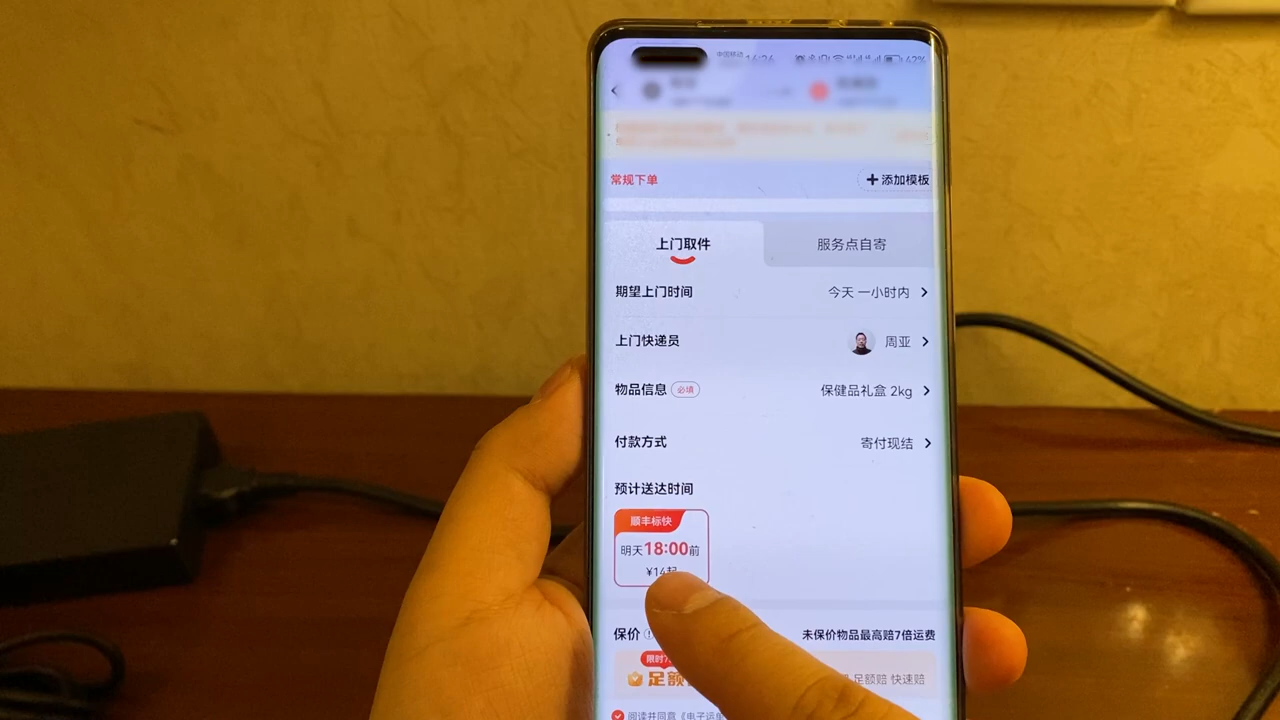 中国移动 16:26 42%
常规下单 + 添加模板
上门取件 服务点自寄
期望上门时间 今天 一小时内
上门快递员 周亚
物品信息 必填 保健品礼盒 2kg
付款方式 寄付现结
预计送达时间
顺丰标快
明天18:00前
¥14起
保价 未保价物品最高赔7倍运费
限时
足额 足额赔 快速赔
阅读并同意《电子运单